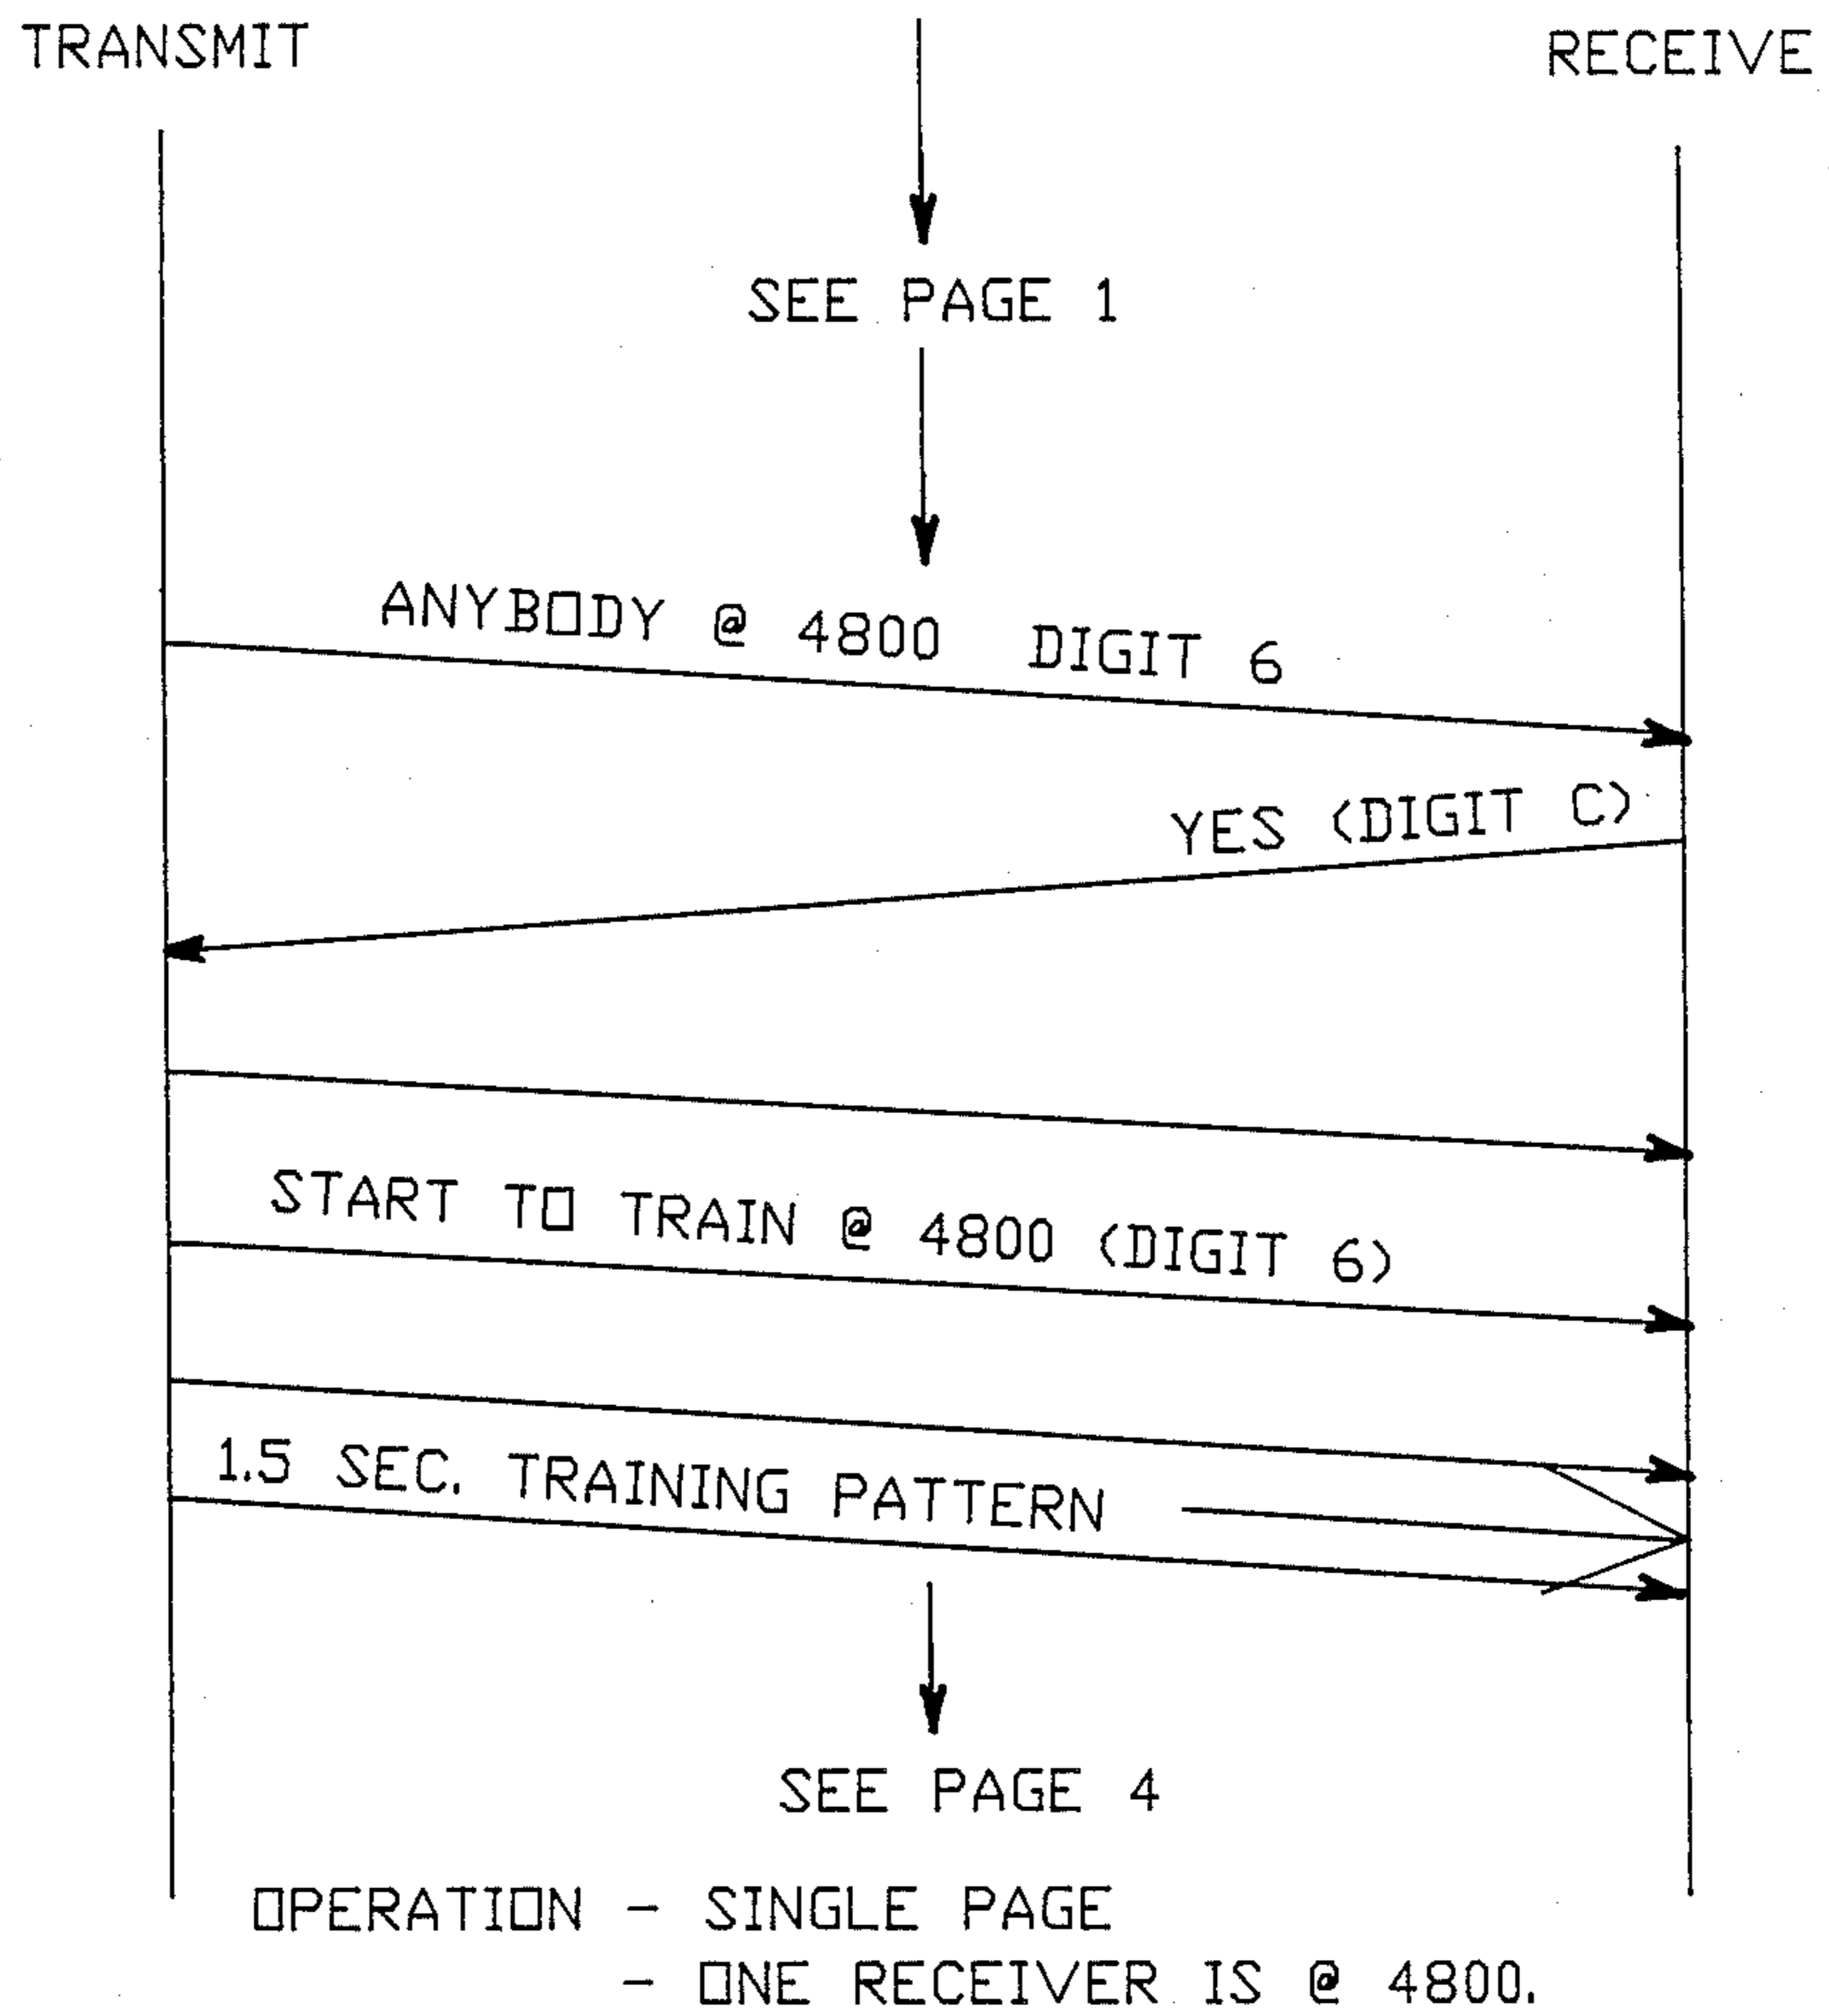 TRANSMIT
RECEIVE
SEE PAGE 1
ANYBODY @ 4800 DIGIT 6
YES (DIGIT C)
START TO TRAIN @ 4800 (DIGIT 6)
1.5 SEC. TRAINING PATTERN
SEE PAGE 4
OPERATION - SINGLE PAGE
- ONE RECEIVER IS @ 4800.